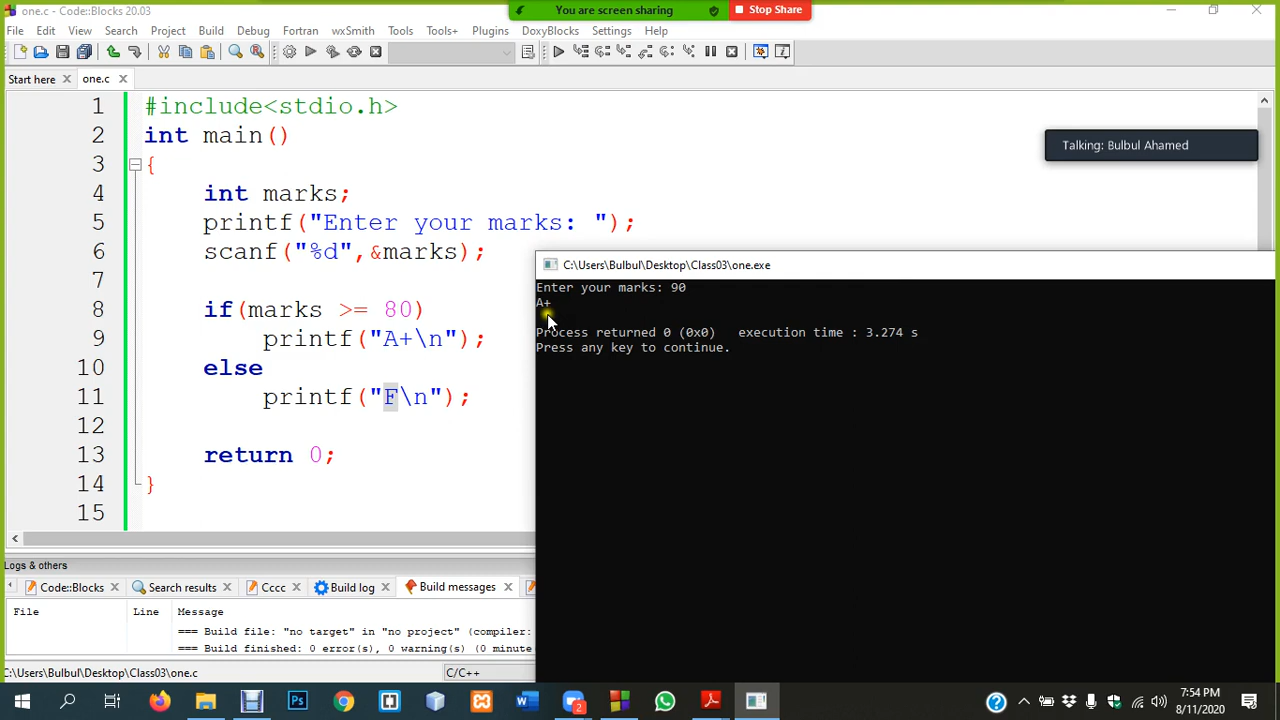 one.c - Code::Blocks 20.03
You are screen sharing
Stop Share
File Edit View Search Project Build Debug Fortran wxSmith Tools Tools+ Plugins DoxyBlocks Settings Help
Start here
one.c
1 #include<stdio.h>
2 int main()
3 {
4 int marks;
5 printf("Enter your marks: ");
6 scanf("%d",&marks);
7
8 if(marks >= 80)
9 printf("A+\n");
10 else
11 printf("F\n");
12
13 return 0;
14 }
15
Talking: Bulbul Ahamed
C:\Users\Bulbul\Desktop\Class03\one.exe
Enter your marks: 90
A+
Process returned 0 (0x0) execution time : 3.274 s
Press any key to continue.
Logs & others
Code::Blocks
Search results
Cccc
Build log
Build messages
File Line Message
=== Build file: "no target" in "no project" (compiler:
=== Build finished: 0 error(s), 0 warning(s) (0 minute
C:\Users\Bulbul\Desktop\Class03\one.c
C/C++
Ps
2
7:54 PM
8/11/2020